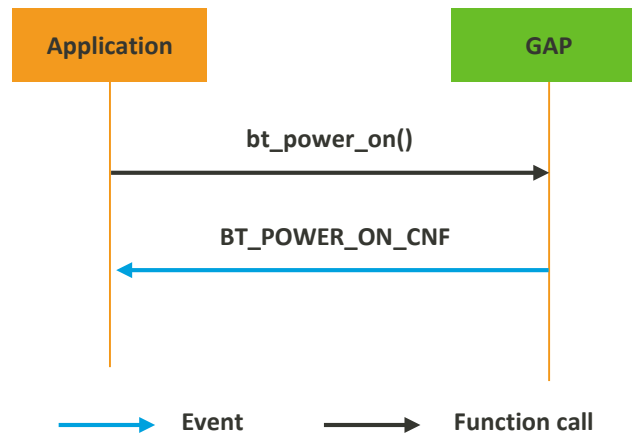 Application
GAP
bt_power_on()
BT_POWER_ON_CNF
Event
Function call